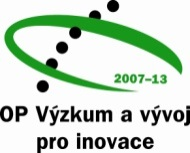 2007-13
OP Výzkum a vývoj
pro inovace